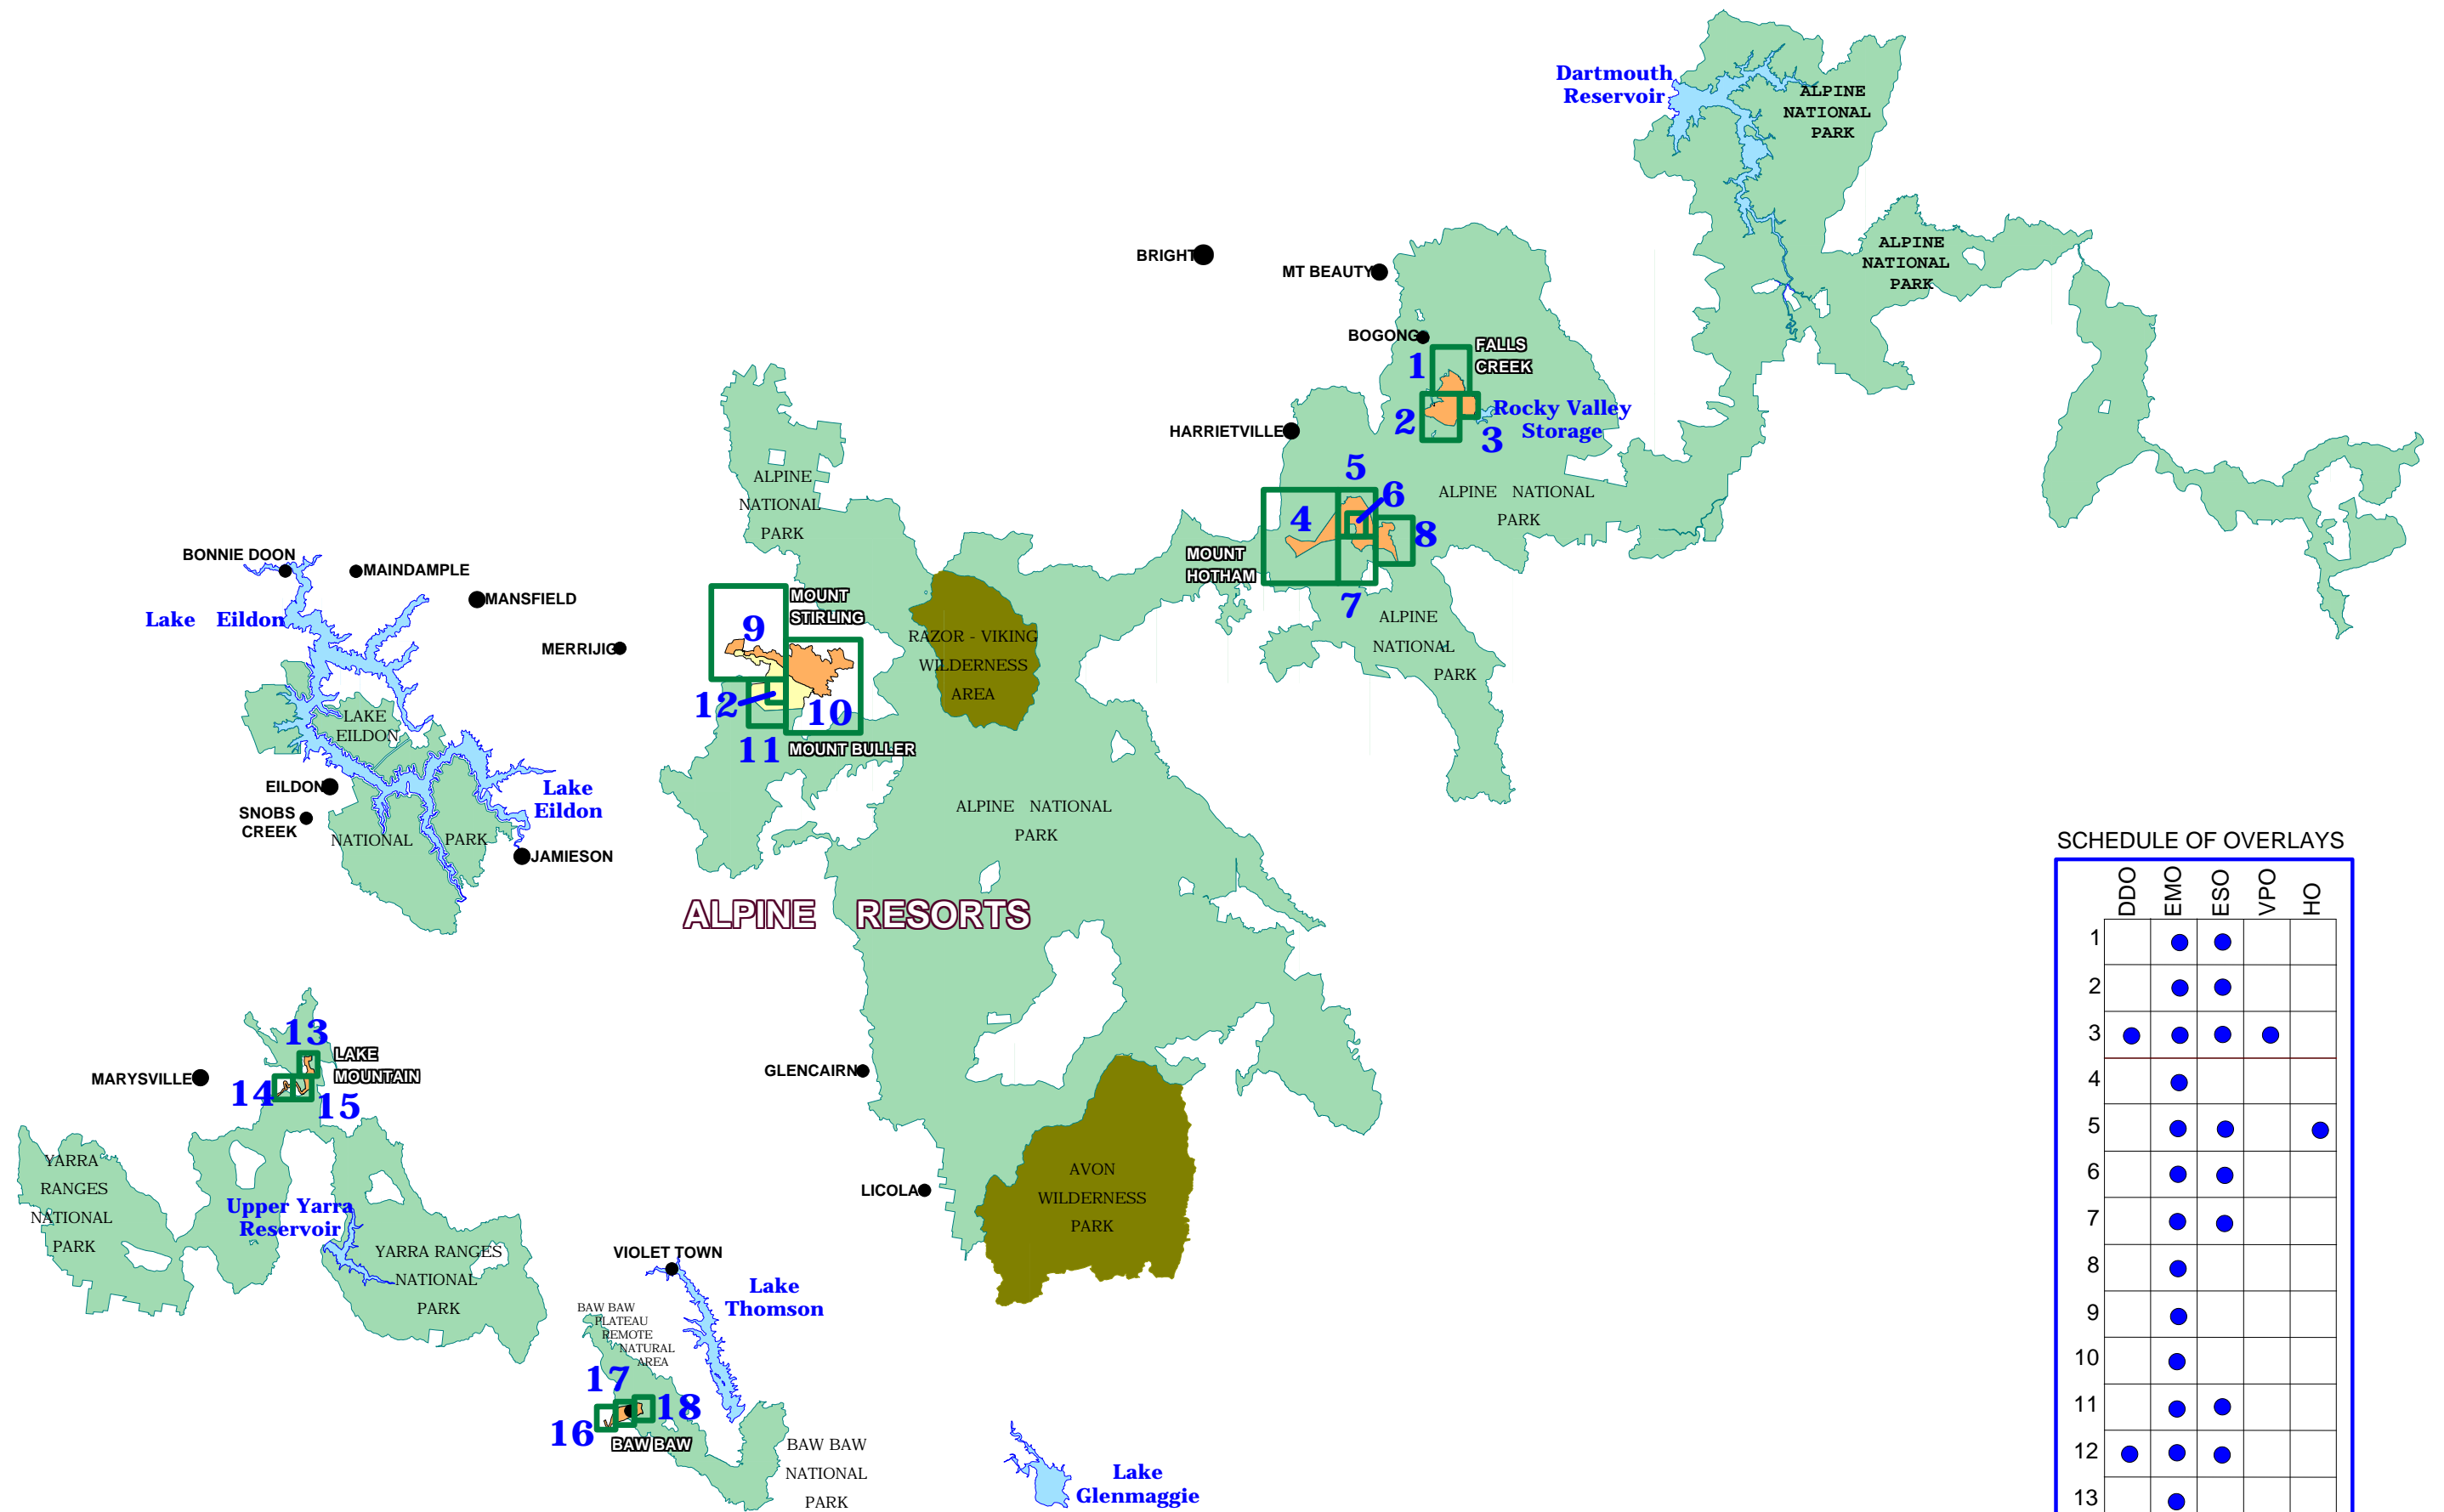 Dartmouth
Reservoir
ALPINE
NATIONAL
PARK
ALPINE
NATIONAL
PARK
BRIGHT
MT BEAUTY
BOGONG
1
FALLS
CREEK
2
Rocky Valley
Storage
3
HARRIETVILLE
5
6
4
8
ALPINE NATIONAL
PARK
MOUNT
HOTHAM
7
ALPINE
NATIONAL
PARK
ALPINE
NATIONAL
PARK
BONNIE DOON
MAINDAMPLE
MANSFIELD
Lake Eildon
MERRIJIG
MOUNT
STIRLING
9
RAZOR - VIKING
WILDERNESS
AREA
12
10
11
MOUNT BULLER
LAKE
EILDON
EILDON
SNOBS
CREEK
Lake
Eildon
NATIONAL PARK
JAMIESON
ALPINE NATIONAL
PARK
ALPINE RESORTS
13
LAKE
MOUNTAIN
MARYSVILLE
14
15
GLENCAIRN
YARRA
RANGES
NATIONAL
PARK
Upper Yarra
Reservoir
YARRA RANGES
NATIONAL
PARK
LICOLA
AVON
WILDERNESS
PARK
VIOLET TOWN
Lake
Thomson
BAW BAW
PLATEAU
REMOTE
NATURAL
AREA
17
18
16
BAW BAW
BAW BAW
NATIONAL
PARK
Lake
Glenmaggie
SCHEDULE OF OVERLAYS
DDO EMO ESO VPO HO
1
2
3
4
5
6
7
8
9
10
11
12
13